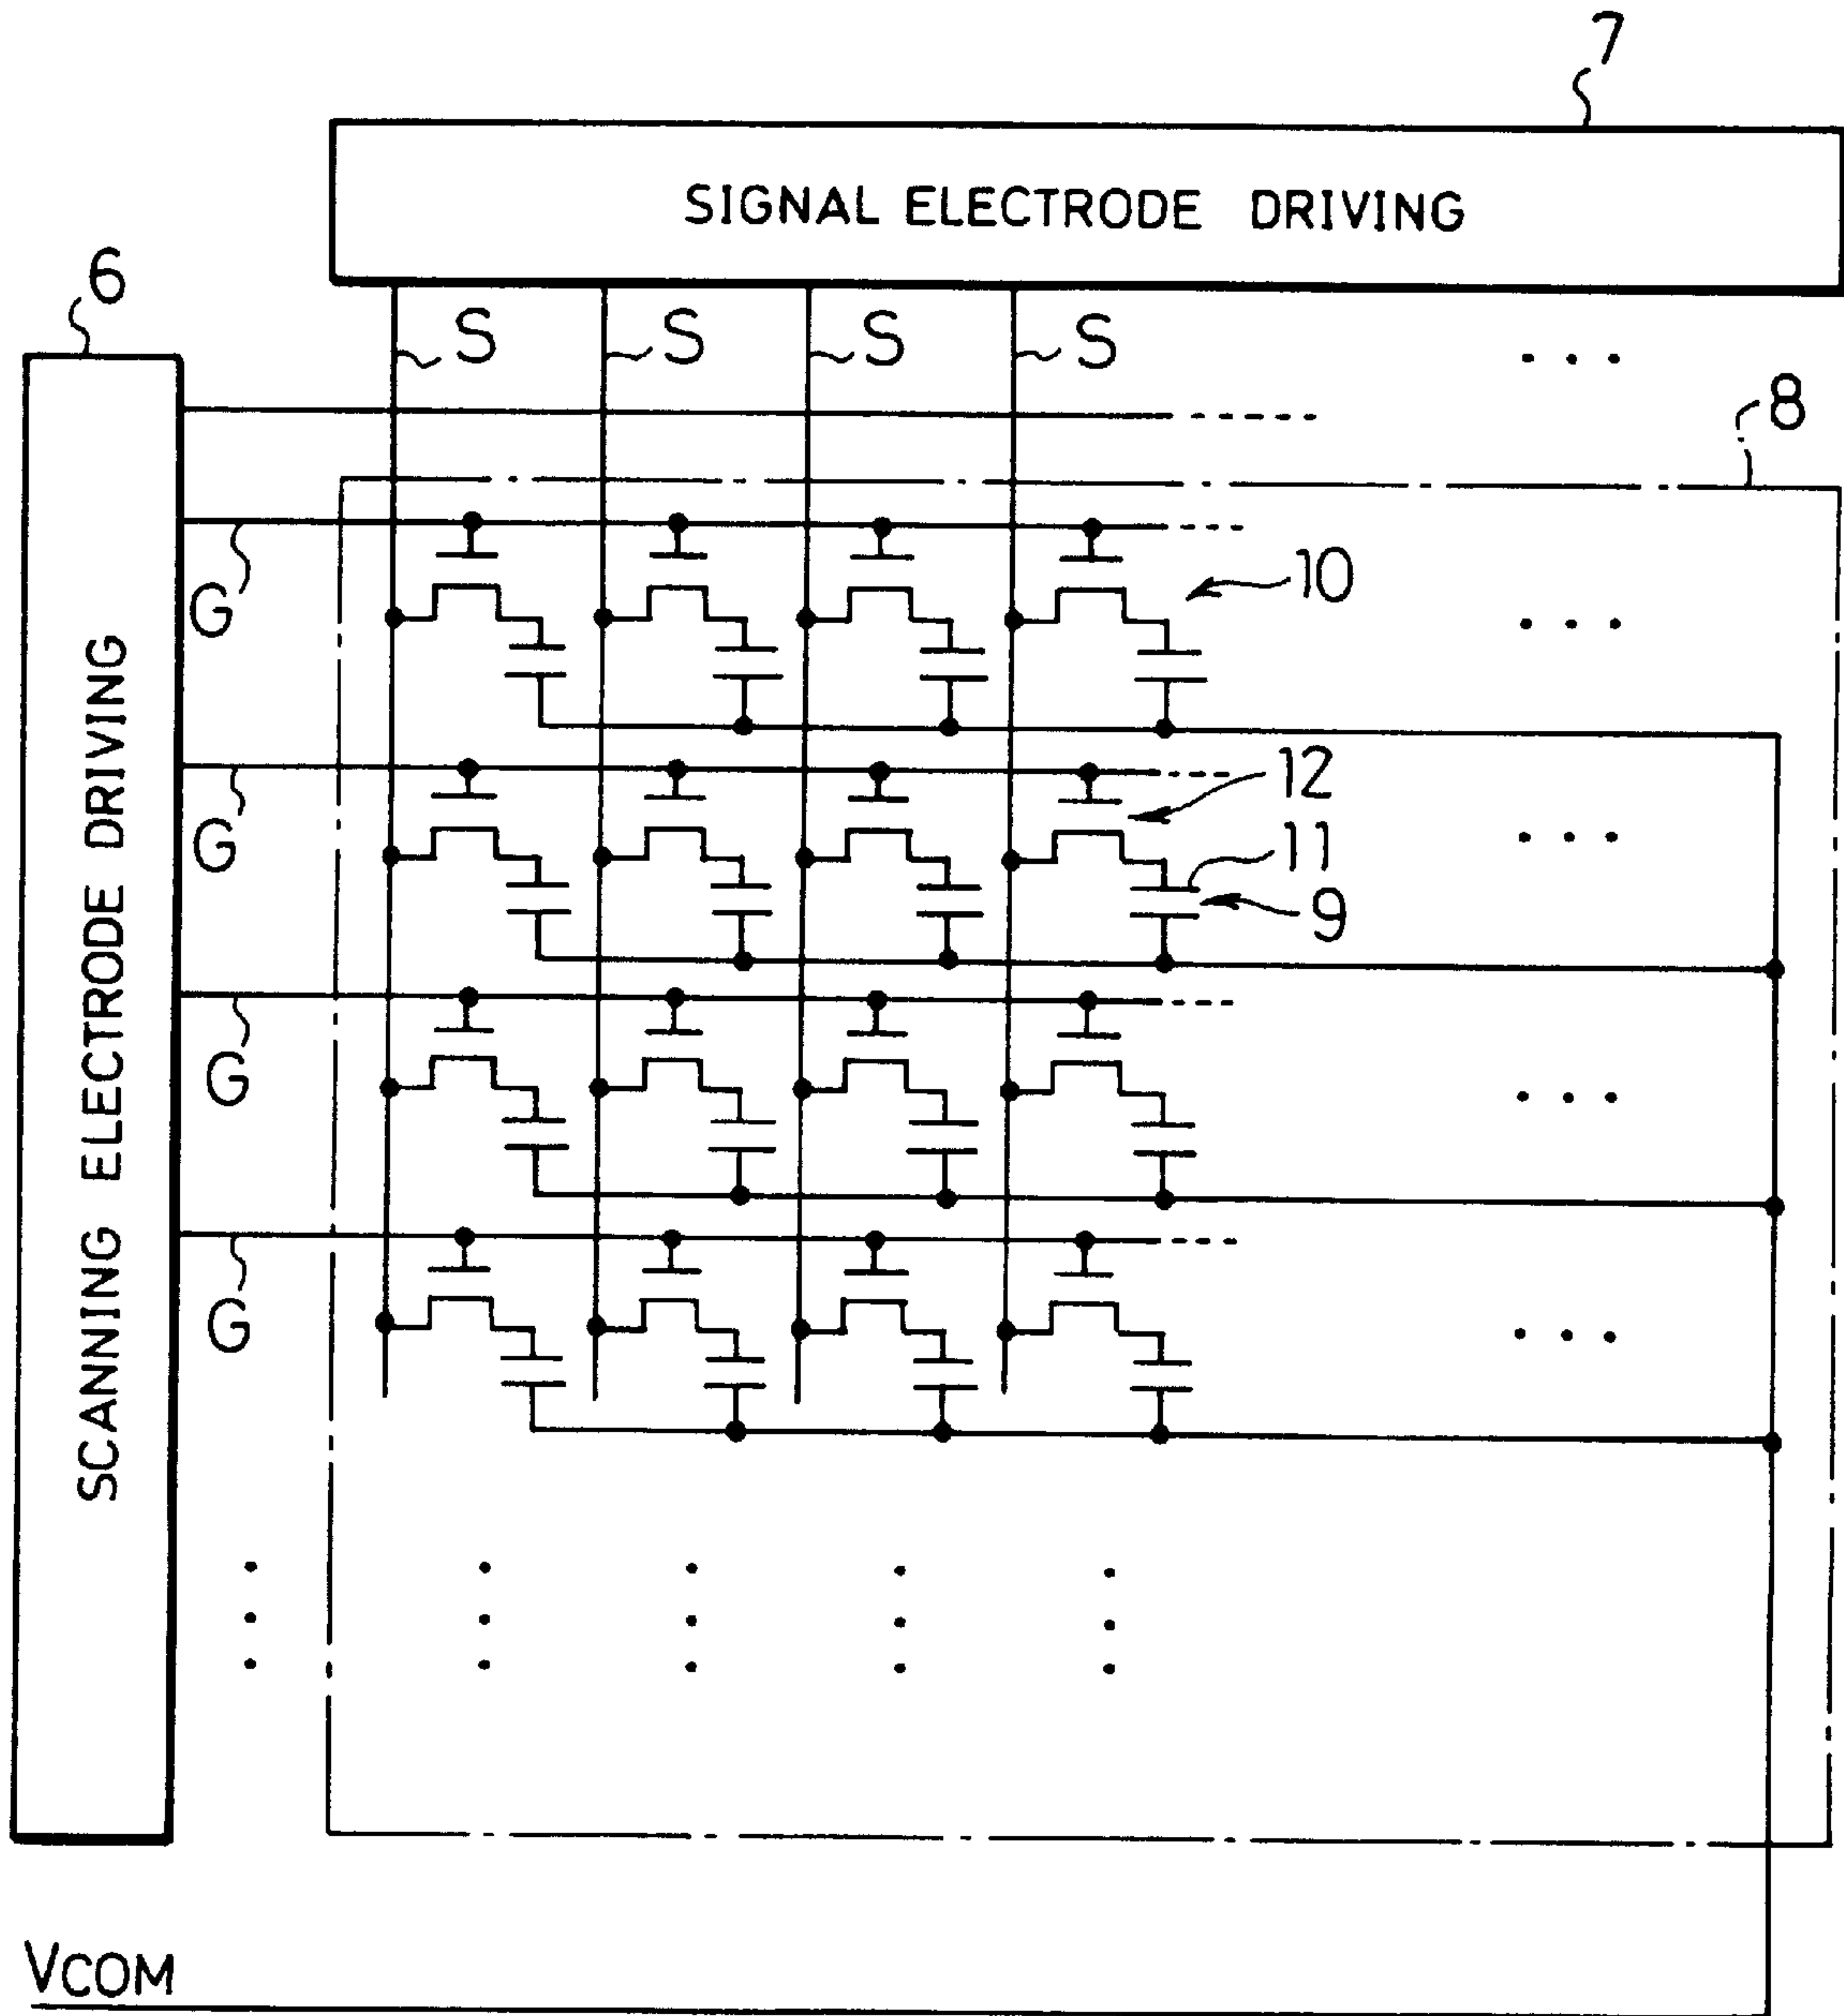 7
SIGNAL ELECTRODE DRIVING
6
S S S S
8
G
10
12
G
11
9
SCANNING ELECTRODE DRIVING
G
G
VCOM